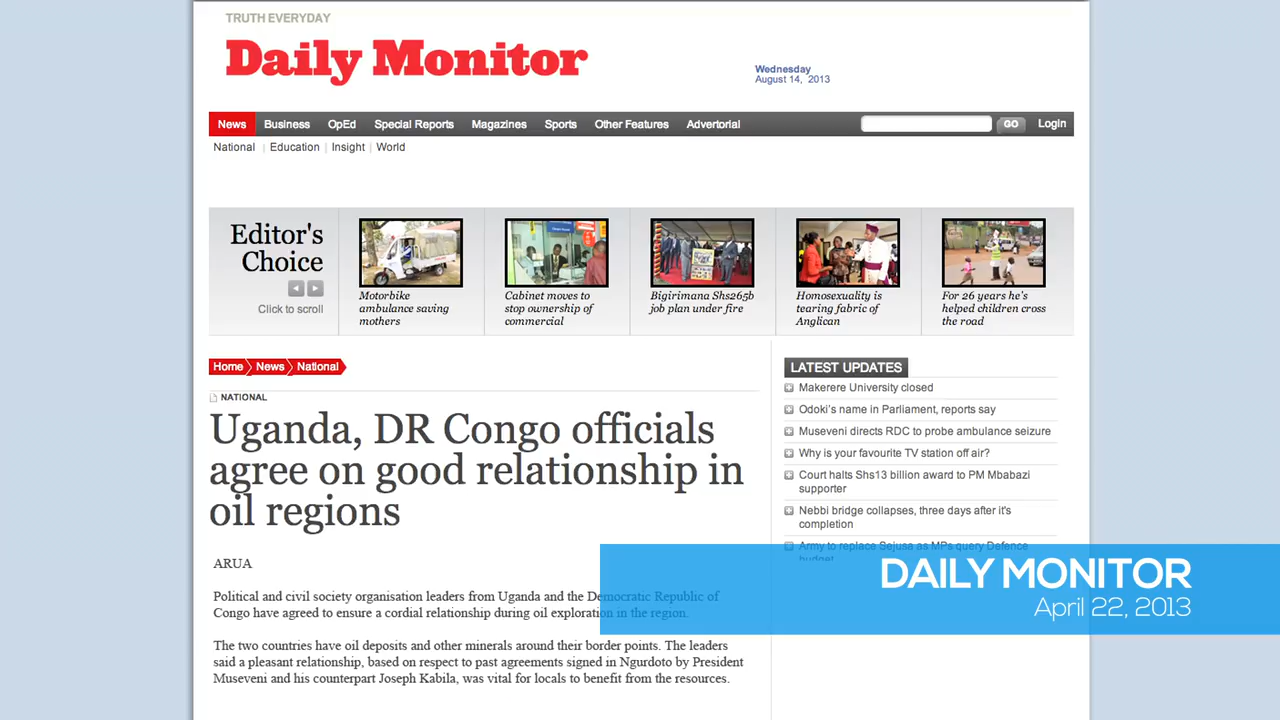 TRUTH EVERYDAY
Daily Monitor
Wednesday
August 14, 2013
News Business OpEd Special Reports Magazines Sports Other Features Advertorial GO Login
National Education Insight World
Editor's
Choice
Click to scroll
Motorbike
ambulance saving
mothers
Cabinet moves to
stop ownership of
commercial
Bigirimana Shs265b
job plan under fire
Homosexuality is
tearing fabric of
Anglican
For 26 years he's
helped children cross
the road
Home News National
NATIONAL
Uganda, DR Congo officials
agree on good relationship in
oil regions
ARUA
Political and civil society organisation leaders from Uganda and the Democratic Republic of
Congo have agreed to ensure a cordial relationship during oil exploration in the region.
The two countries have oil deposits and other minerals around their border points. The leaders
said a pleasant relationship, based on respect to past agreements signed in Ngurdoto by President
Museveni and his counterpart Joseph Kabila, was vital for locals to benefit from the resources.
LATEST UPDATES
Makerere University closed
Odoki's name in Parliament, reports say
Museveni directs RDC to probe ambulance seizure
Why is your favourite TV station off air?
Court halts Shs13 billion award to PM Mbabazi
supporter
Nebbi bridge collapses, three days after it's
completion
Army to replace Sejusa as MPs query Defence
budget
DAILY MONITOR
April 22, 2013